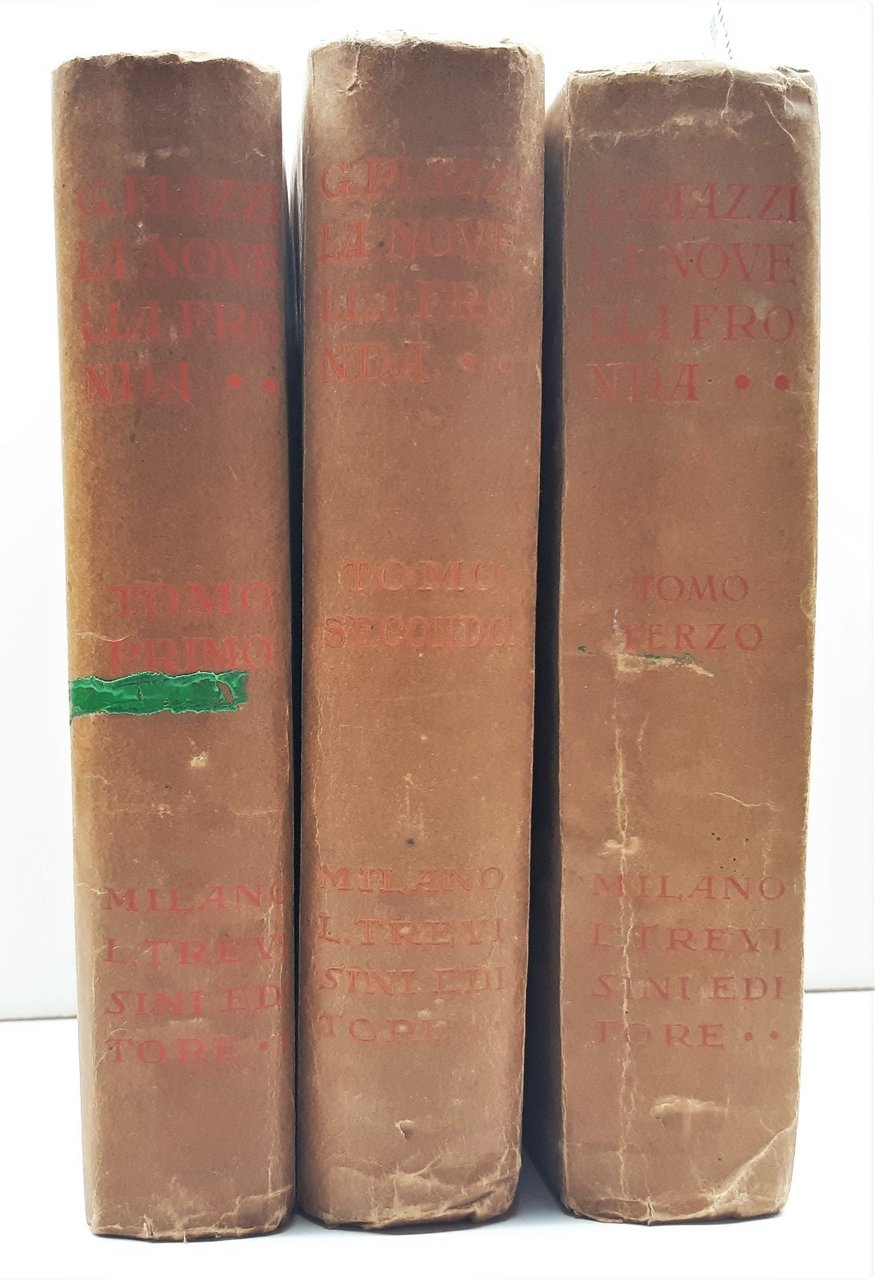 G. PIAZZI
LA NOVE
LLA FRO
NDA • •
TOMO
PRIMO
MILANO
L. TREVI
SINI EDI
TORE • •
G. PIAZZI
LA NOVE
LLA FRO
NDA • •
TOMO
SECONDO
MILANO
L. TREVI
SINI EDI
TORE • •
G. PIAZZI
LA NOVE
LLA FRO
NDA • •
TOMO
TERZO
MILANO
L. TREVI
SINI EDI
TORE • •